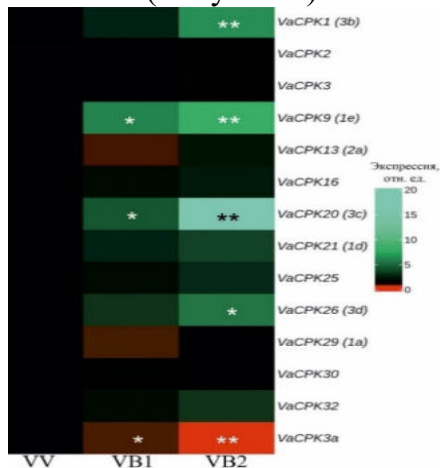 ** VaCPK1 (3b)
VaCPK2
VaCPK3
* ** VaCPK9 (1e)
VaCPK13 (2a)
VaCPK16
* ** VaCPK20 (3c)
VaCPK21 (1d)
VaCPK25
* VaCPK26 (3d)
VaCPK29 (1a)
VaCPK30
VaCPK32
* ** VaCPK3a
VV VB1 VB2
Экспрессия,
отн. ед.
20
15
10
5
0